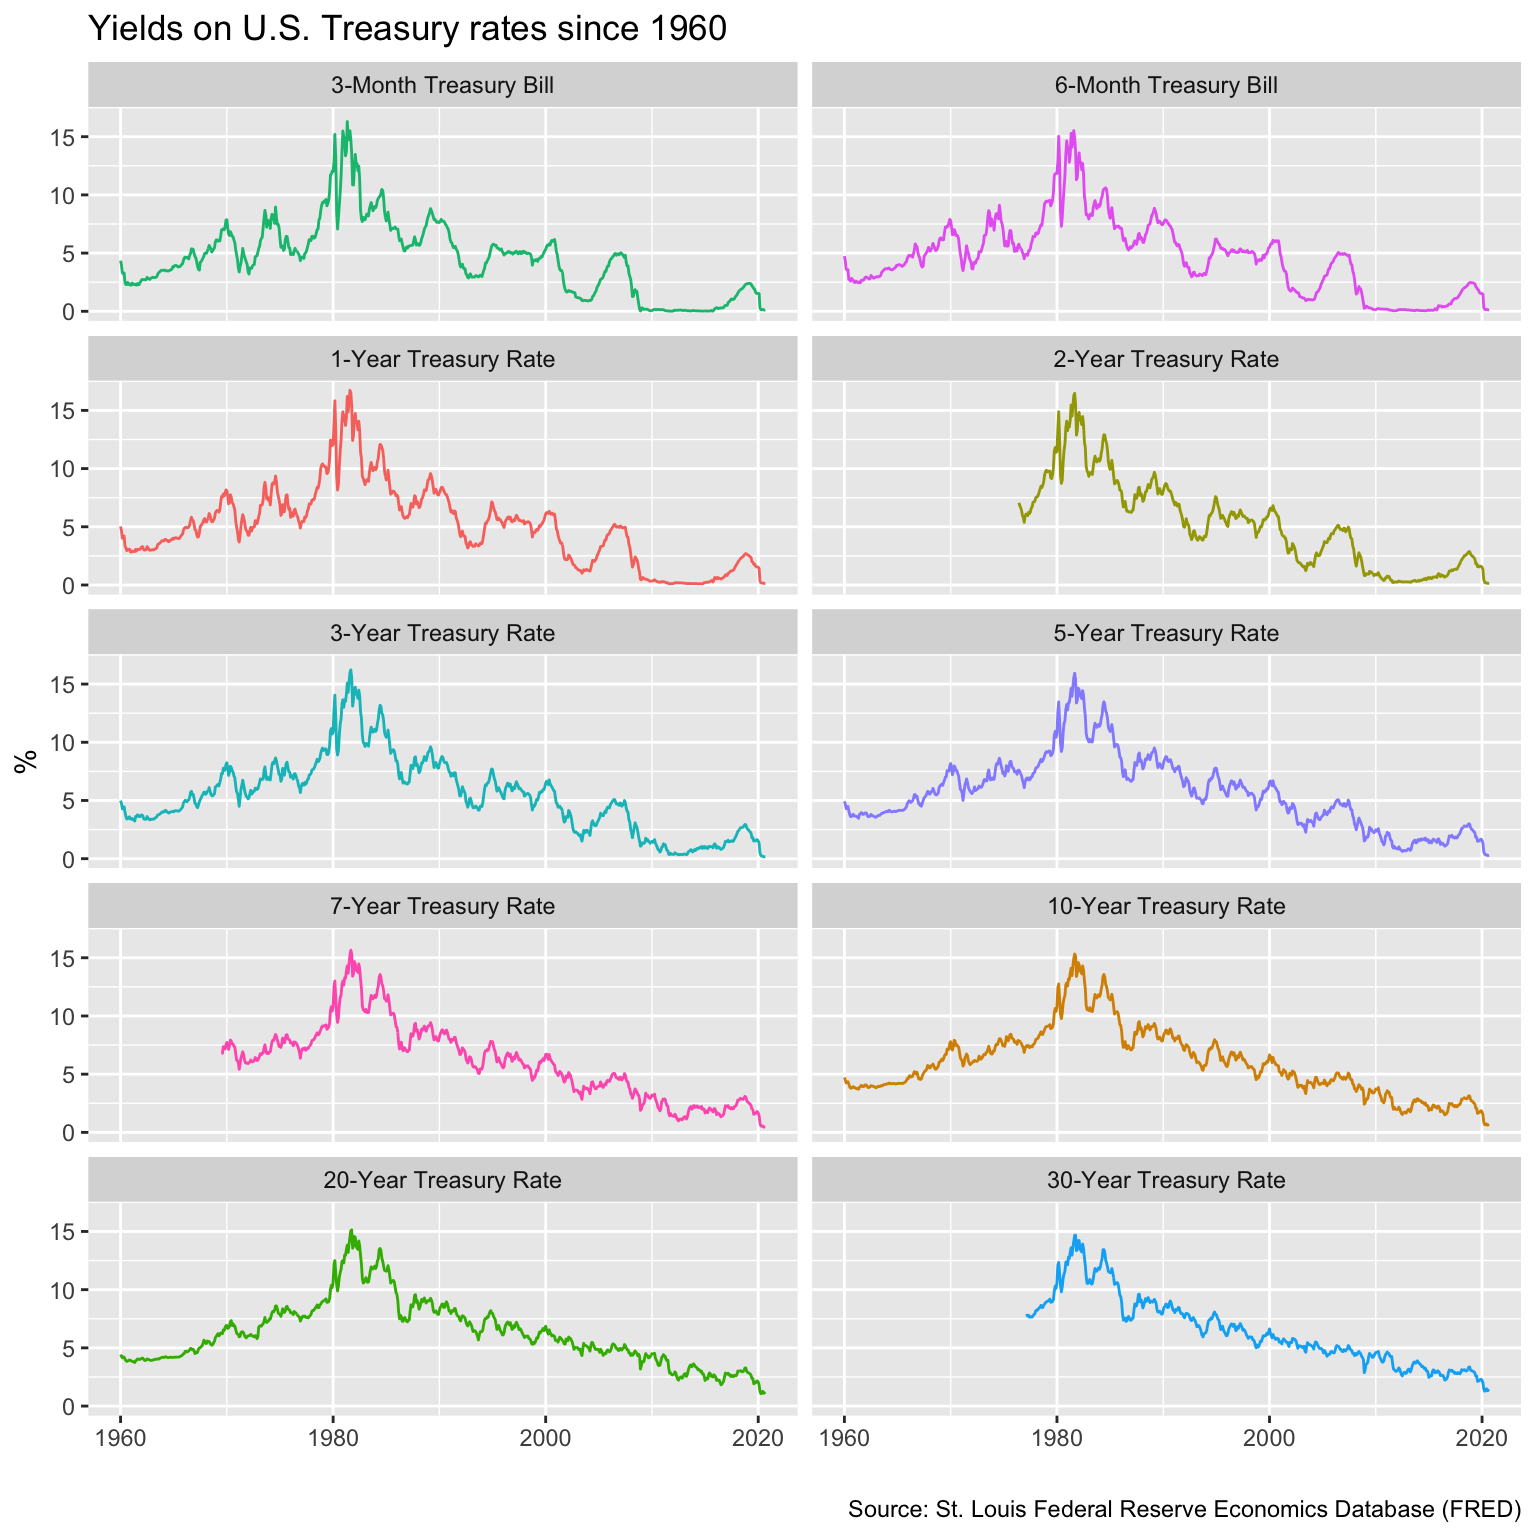 Yields on U.S. Treasury rates since 1960
3-Month Treasury Bill
6-Month Treasury Bill
15
10
5
0
1-Year Treasury Rate
2-Year Treasury Rate
15
10
5
0
3-Year Treasury Rate
5-Year Treasury Rate
15
10
5
0
%
7-Year Treasury Rate
10-Year Treasury Rate
15
10
5
0
20-Year Treasury Rate
30-Year Treasury Rate
15
10
5
0
1960 1980 2000 2020 1960 1980 2000 2020
Source: St. Louis Federal Reserve Economics Database (FRED)